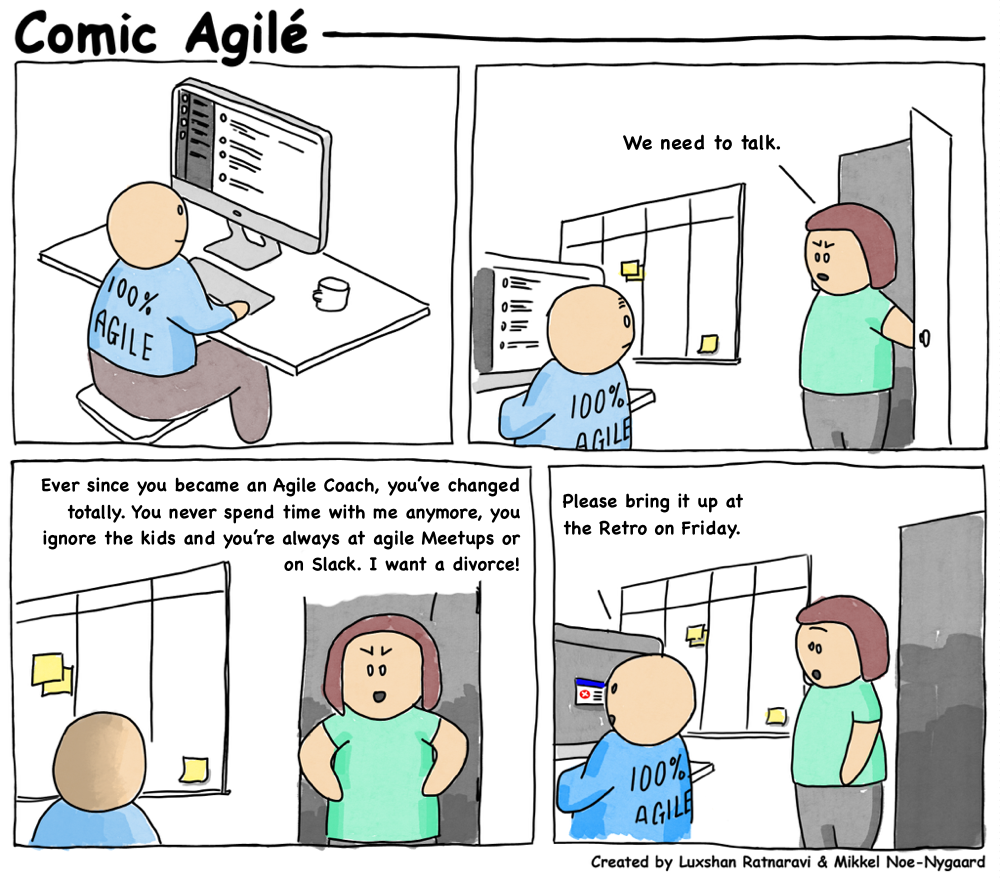 Comic Agilé
100%
AGILE
We need to talk.
100%
AGILE
Ever since you became an Agile Coach, you've changed
totally. You never spend time with me anymore, you
ignore the kids and you're always at agile Meetups or
on Slack. I want a divorce!
Please bring it up at
the Retro on Friday.
100%
AGILE
Created by Luxshan Ratnaravi & Mikkel Noe-Nygaard